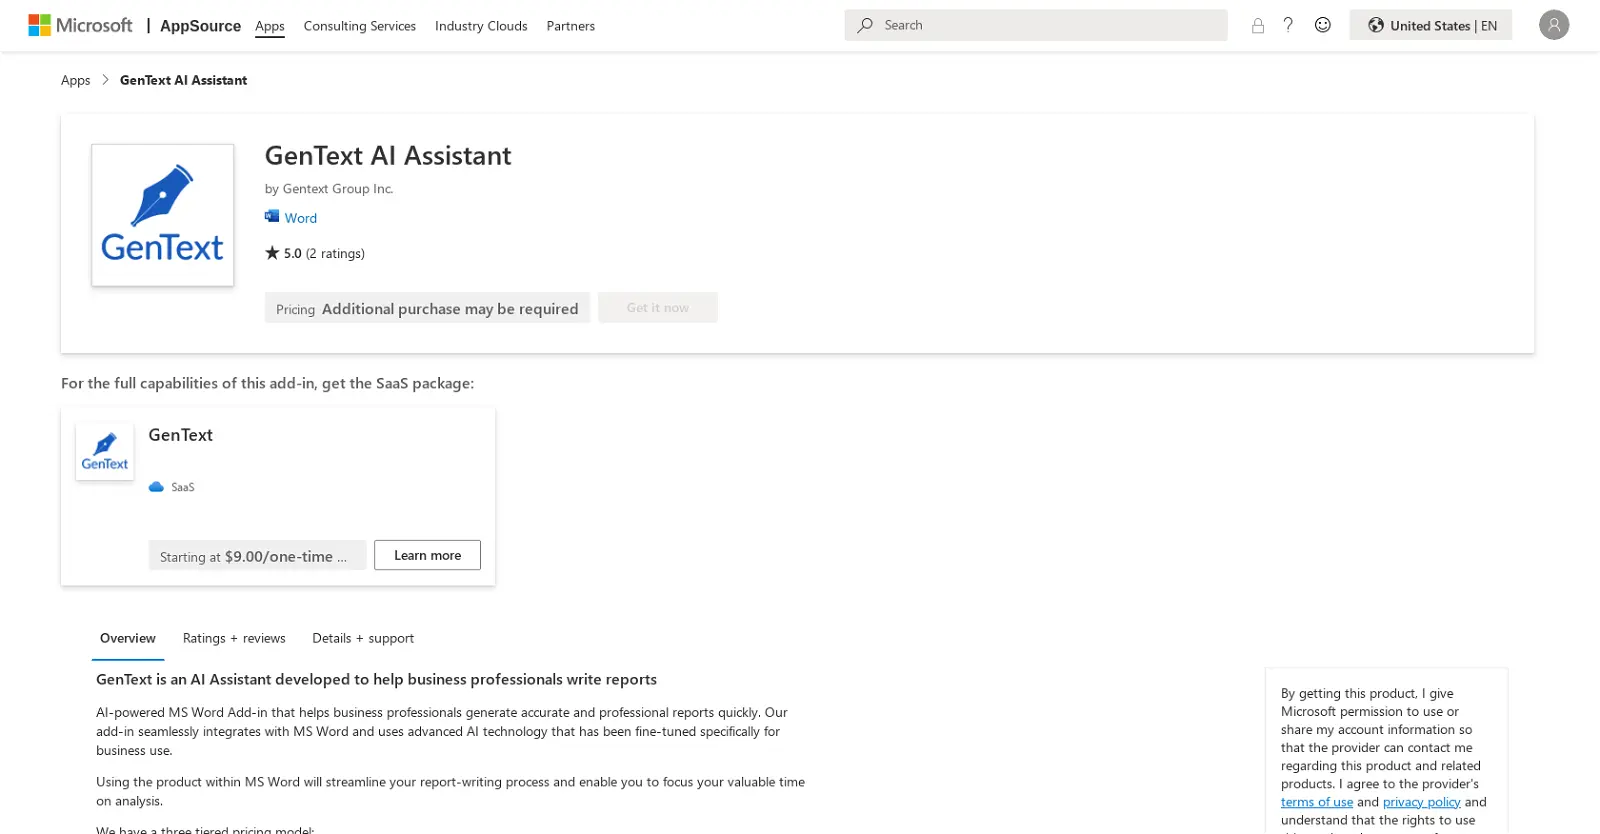 Microsoft | AppSource Apps Consulting Services Industry Clouds Partners Search ? United States | EN
Apps > GenText AI Assistant
GenText
GenText AI Assistant
by Gentext Group Inc.
Word
★ 5.0 (2 ratings)
Pricing Additional purchase may be required Get it now
For the full capabilities of this add-in, get the SaaS package:
GenText
GenText
SaaS
Starting at $9.00/one-time ... Learn more
Overview Ratings + reviews Details + support
GenText is an AI Assistant developed to help business professionals write reports
AI-powered MS Word Add-in that helps business professionals generate accurate and professional reports quickly. Our
add-in seamlessly integrates with MS Word and uses advanced AI technology that has been fine-tuned specifically for
business use.
Using the product within MS Word will streamline your report-writing process and enable you to focus your valuable time
on analysis.
We have a three tiered pricing model:
By getting this product, I give
Microsoft permission to use or
share my account information so
that the provider can contact me
regarding this product and related
products. I agree to the provider's
terms of use and privacy policy and
understand that the rights to use